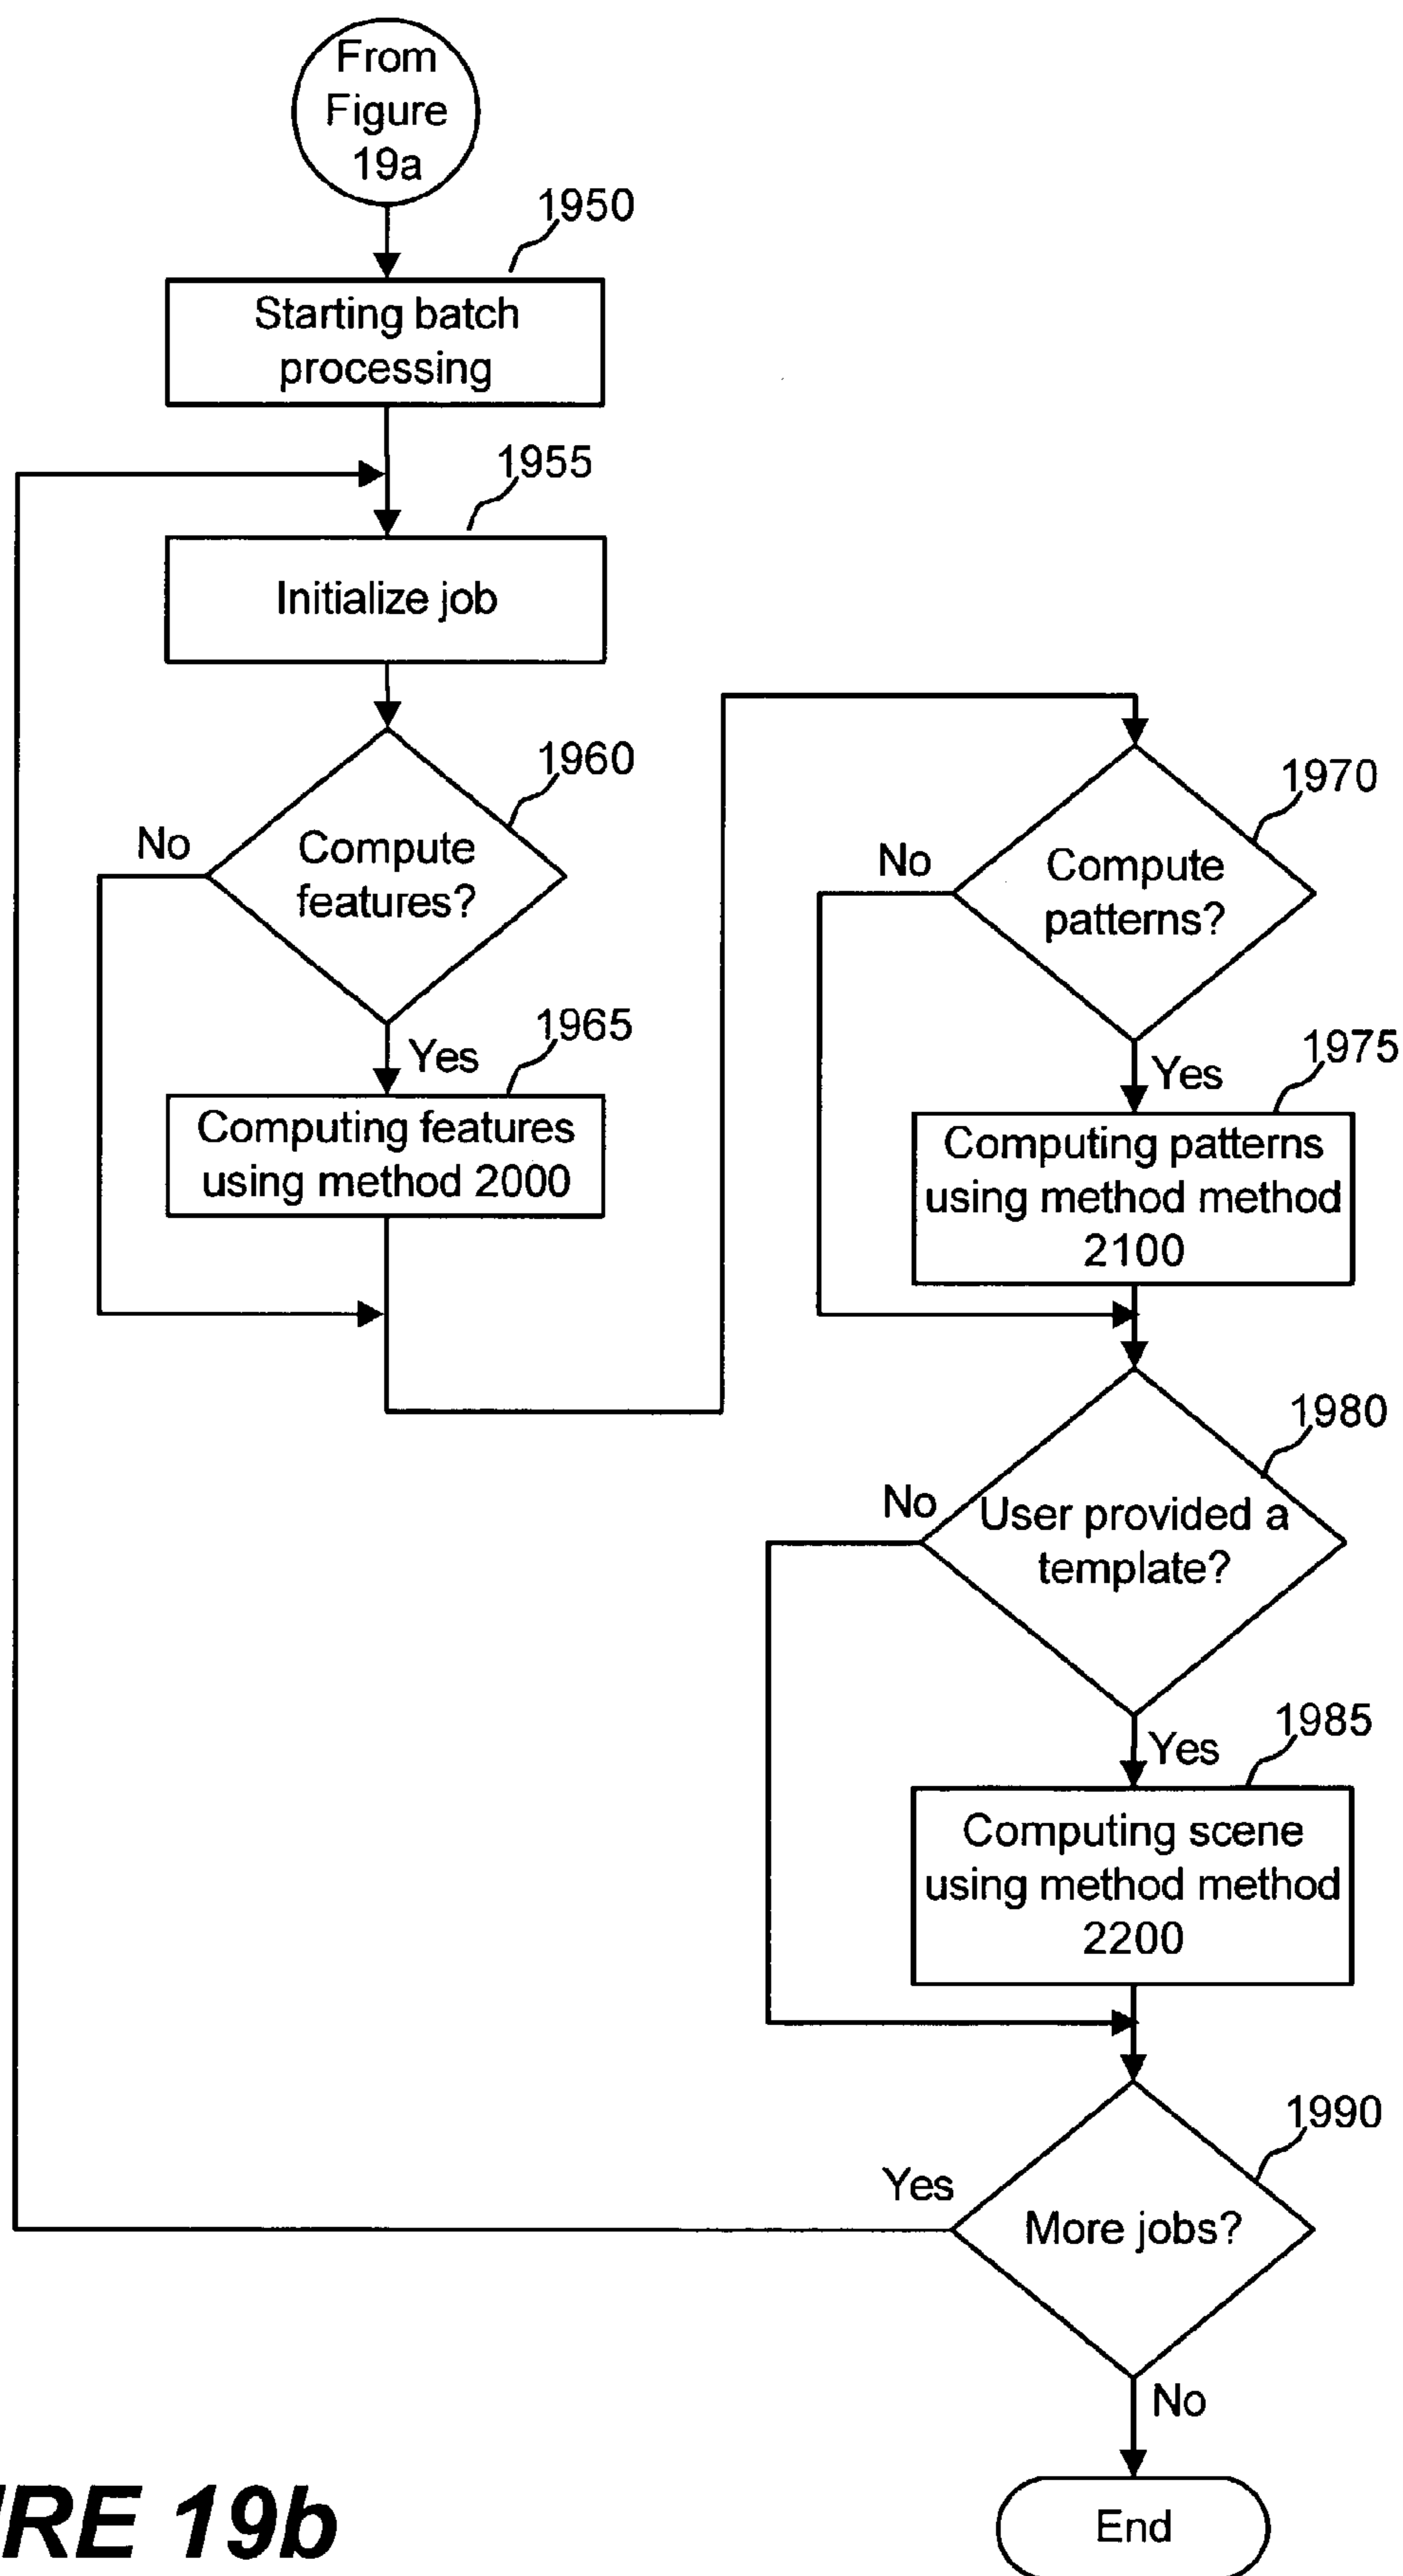 From
Figure
19a
1950
Starting batch
processing
1955
Initialize job
1960
No
Compute
features?
1965
Yes
Computing features
using method 2000
1970
No
Compute
patterns?
1975
Yes
Computing patterns
using method method
2100
1980
No
User provided a
template?
1985
Yes
Computing scene
using method method
2200
1990
Yes
More jobs?
No
End
RE 19b